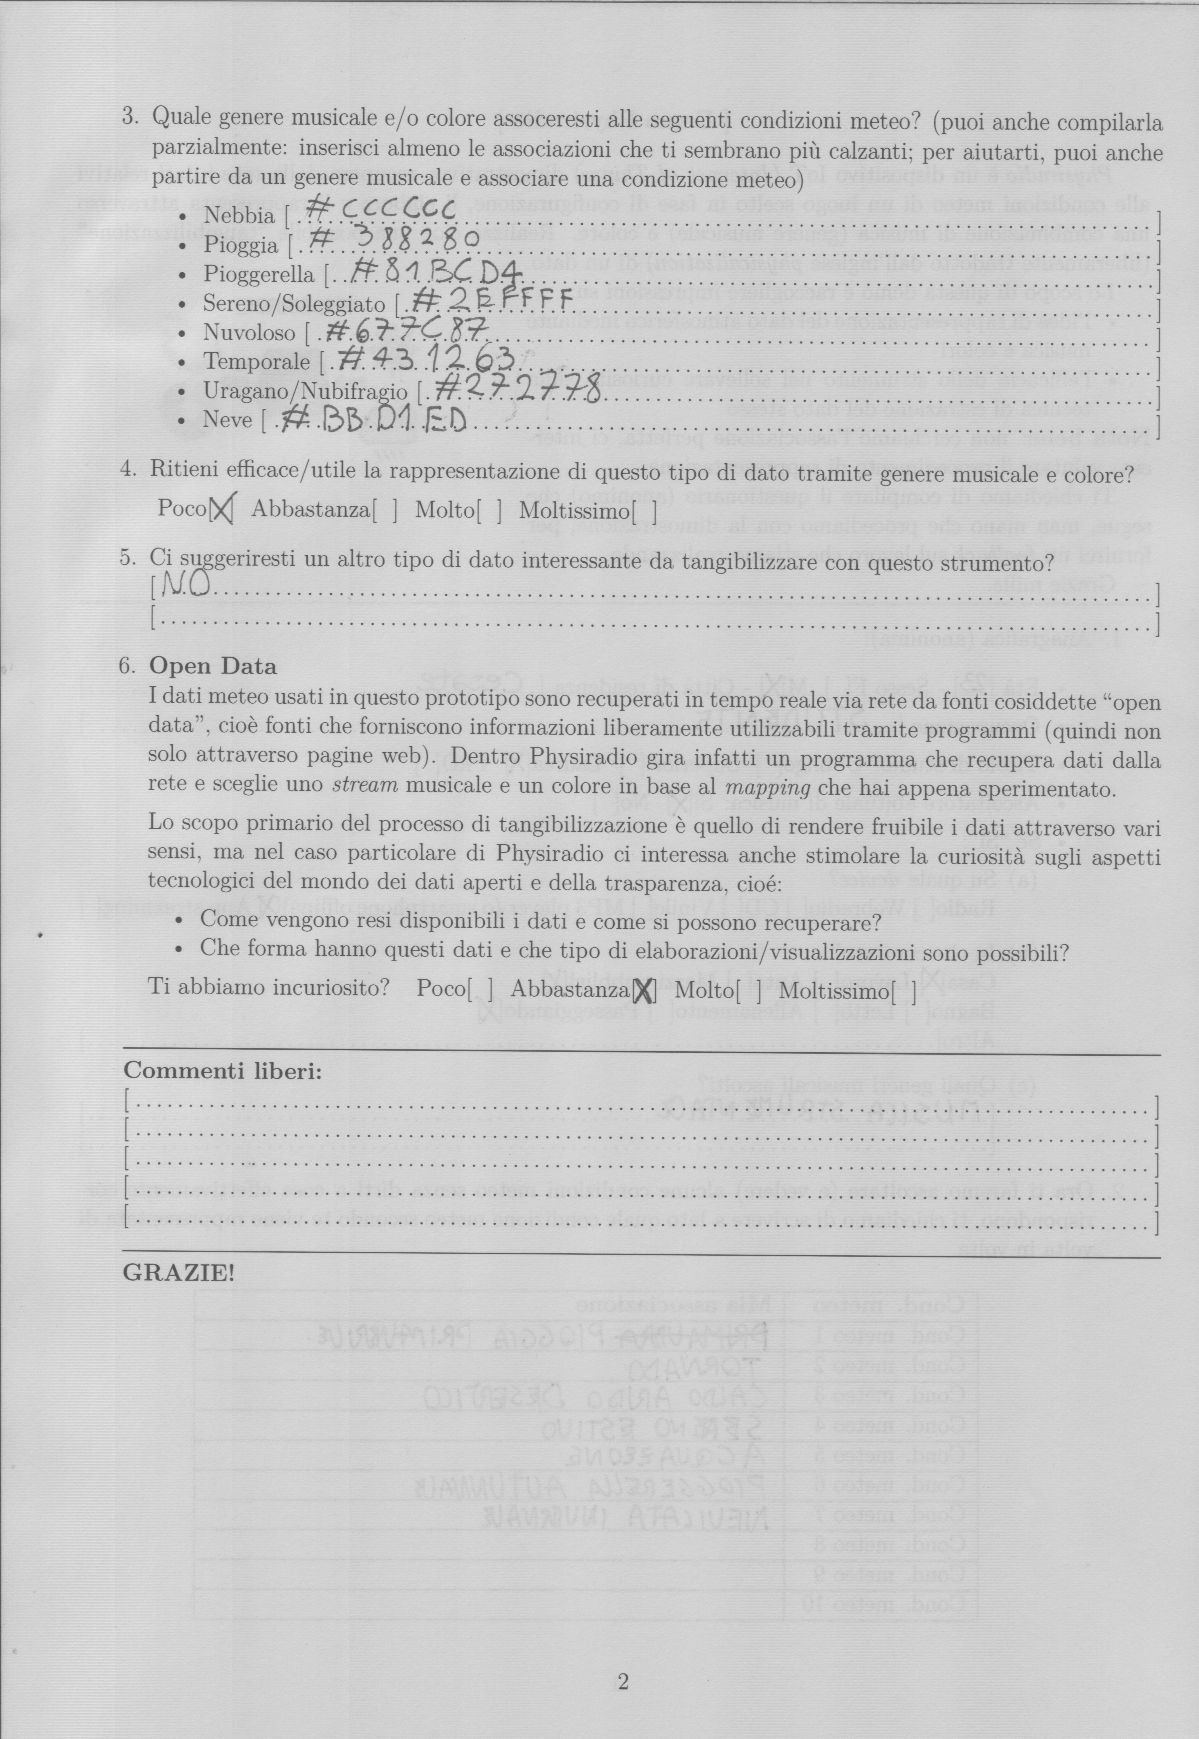 3. Quale genere musicale e/o colore assoceresti alle seguenti condizioni meteo? (puoi anche compilarla
parzialmente: inserisci almeno le associazioni che ti sembrano più calzanti; per aiutarti, puoi anche
partire da un genere musicale e associare una condizione meteo)
• Nebbia [ #CCCCCC ]
• Pioggia [ # 388280 ]
• Pioggerella [ #81BCD4 ]
• Sereno/Soleggiato [ #2EFFFF ]
• Nuvoloso [ #677C87 ]
• Temporale [ #431263 ]
• Uragano/Nubifragio [ #272778 ]
• Neve [ #BBD1ED ]
4. Ritieni efficace/utile la rappresentazione di questo tipo di dato tramite genere musicale e colore?
Poco[X] Abbastanza[ ] Molto[ ] Moltissimo[ ]
5. Ci suggeriresti un altro tipo di dato interessante da tangibilizzare con questo strumento?
[NO ]
[ ]
6. Open Data
I dati meteo usati in questo prototipo sono recuperati in tempo reale via rete da fonti cosiddette “open
data”, cioè fonti che forniscono informazioni liberamente utilizzabili tramite programmi (quindi non
solo attraverso pagine web). Dentro Physiradio gira infatti un programma che recupera dati dalla
rete e sceglie uno stream musicale e un colore in base al mapping che hai appena sperimentato.
Lo scopo primario del processo di tangibilizzazione è quello di rendere fruibile i dati attraverso vari
sensi, ma nel caso particolare di Physiradio ci interessa anche stimolare la curiosità sugli aspetti
tecnologici del mondo dei dati aperti e della trasparenza, cioé:
• Come vengono resi disponibili i dati e come si possono recuperare?
• Che forma hanno questi dati e che tipo di elaborazioni/visualizzazioni sono possibili?
Ti abbiamo incuriosito? Poco[ ] Abbastanza[X] Molto[ ] Moltissimo[ ]
Commenti liberi:
[ ]
[ ]
[ ]
[ ]
[ ]
GRAZIE!
2